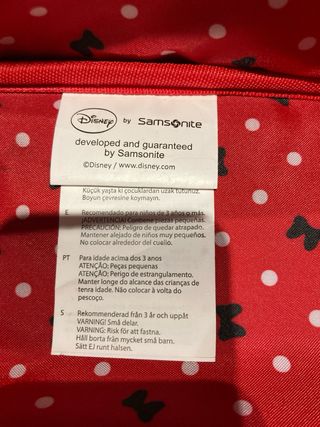 Disney by Samsonite
developed and guaranteed
by Samsonite
©Disney / www.disney.com
Küçük yaşta ki çocuklardan uzak tutunuz.
Boyun çevresine koymayın.
E Recomendado para niños de 3 años o más.
¡ADVERTENCIA! Contiene piezas pequeñas.
PRECAUCIÓN: Peligro de quedar atrapado.
Mantener alejado de niños muy pequeños.
No colocar alrededor del cuello.
PT Para idade acima dos 3 anos
ATENÇÃO: Peças pequenas
ATENÇÃO: Perigo de estrangulamento.
Manter longe do alcance das crianças de
tenra idade. Não colocar à volta do
pescoço.
S Rekommenderad från 3 år och uppåt
VARNING! Små delar.
VARNING! Risk för att fastna.
Håll borta från mycket små barn.
Sätt EJ runt halsen.